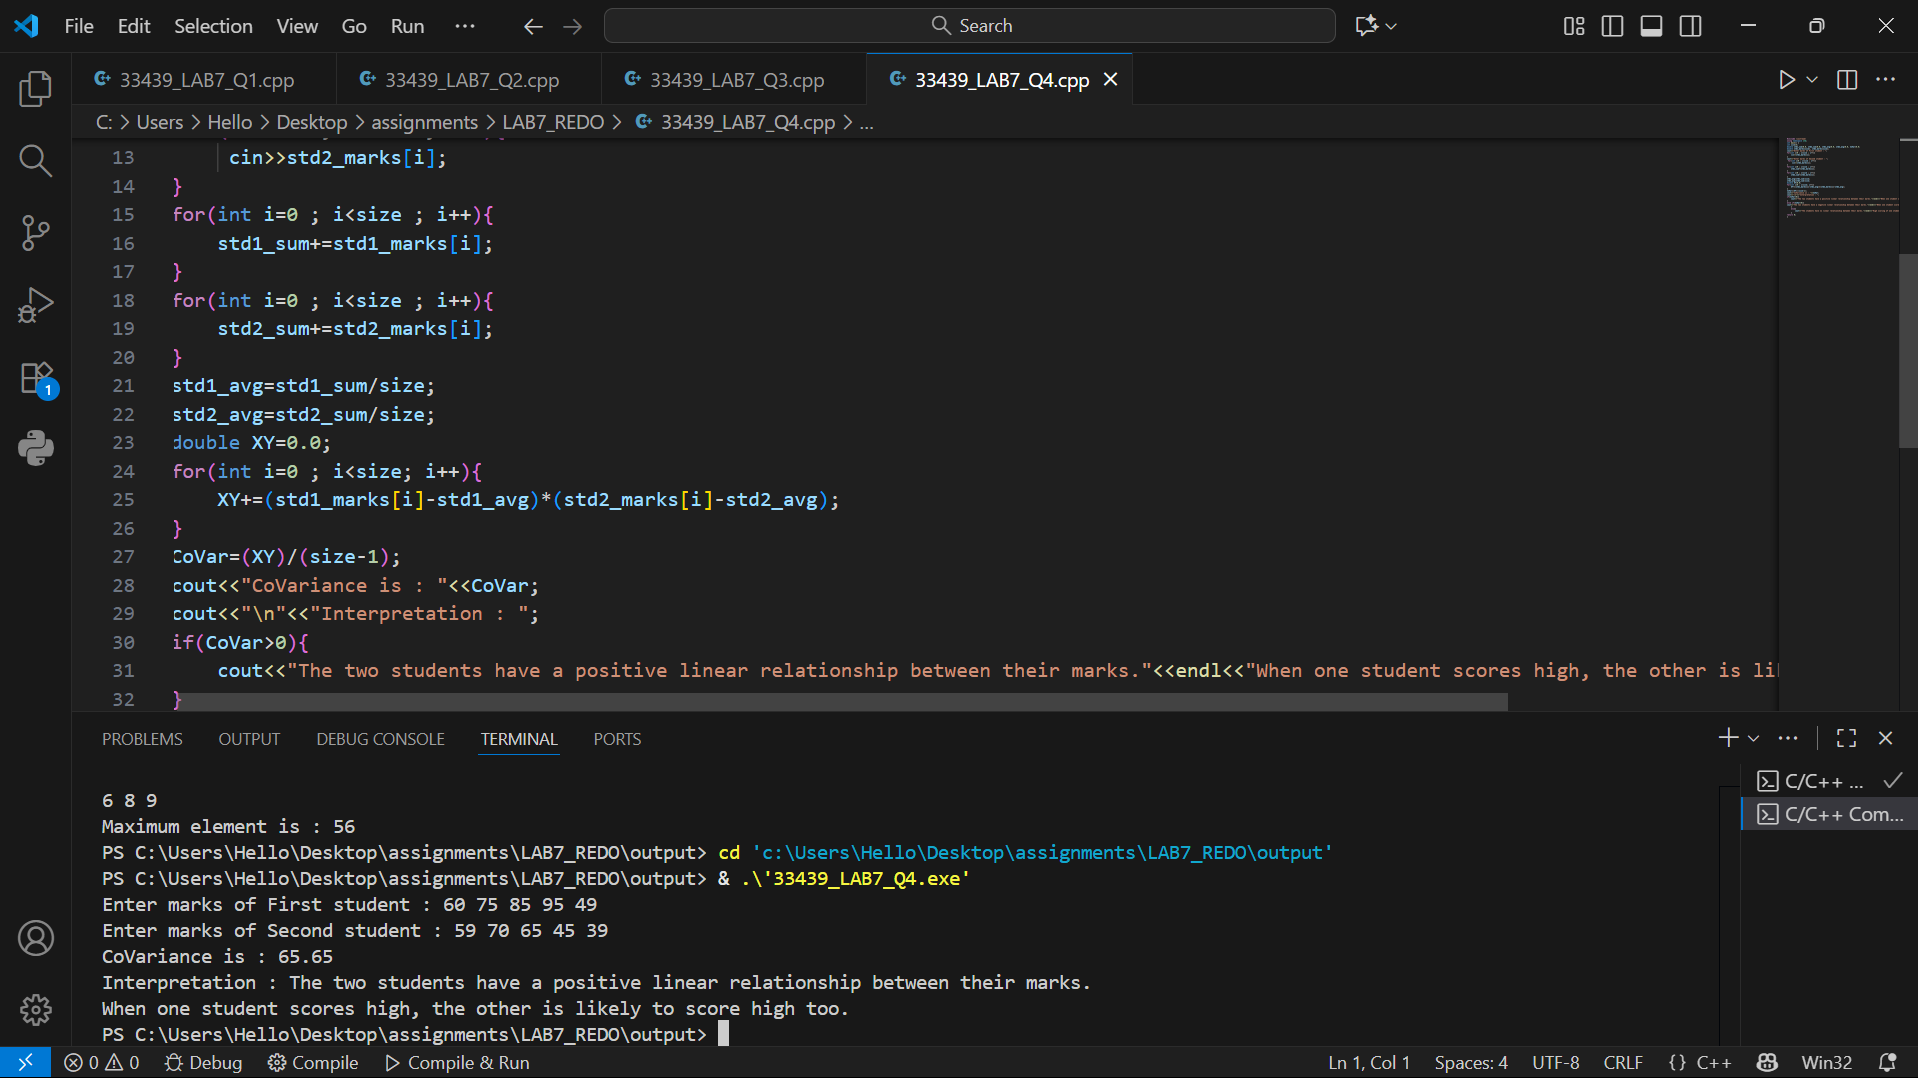 File Edit Selection View Go Run ... Search
33439_LAB7_Q1.cpp 33439_LAB7_Q2.cpp 33439_LAB7_Q3.cpp 33439_LAB7_Q4.cpp
C: > Users > Hello > Desktop > assignments > LAB7_REDO > 33439_LAB7_Q4.cpp > ...
13 cin>>std2_marks[i];
14 }
15 for(int i=0 ; i<size ; i++){
16 std1_sum+=std1_marks[i];
17 }
18 for(int i=0 ; i<size ; i++){
19 std2_sum+=std2_marks[i];
20 }
21 std1_avg=std1_sum/size;
22 std2_avg=std2_sum/size;
23 double XY=0.0;
24 for(int i=0 ; i<size; i++){
25 XY+=(std1_marks[i]-std1_avg)*(std2_marks[i]-std2_avg);
26 }
27 CoVar=(XY)/(size-1);
28 cout<<"CoVariance is : "<<CoVar;
29 cout<<"\n"<<"Interpretation : ";
30 if(CoVar>0){
31 cout<<"The two students have a positive linear relationship between their marks."<<endl<<"When one student scores high, the other is li
32 }
1
PROBLEMS OUTPUT DEBUG CONSOLE TERMINAL PORTS
C/C++ ...
C/C++ Com...
6 8 9
Maximum element is : 56
PS C:\Users\Hello\Desktop\assignments\LAB7_REDO\output> cd 'c:\Users\Hello\Desktop\assignments\LAB7_REDO\output'
PS C:\Users\Hello\Desktop\assignments\LAB7_REDO\output> & .\'33439_LAB7_Q4.exe'
Enter marks of First student : 60 75 85 95 49
Enter marks of Second student : 59 70 65 45 39
CoVariance is : 65.65
Interpretation : The two students have a positive linear relationship between their marks.
When one student scores high, the other is likely to score high too.
PS C:\Users\Hello\Desktop\assignments\LAB7_REDO\output>
0 0 Debug Compile Compile & Run Ln 1, Col 1 Spaces: 4 UTF-8 CRLF {} C++ Win32